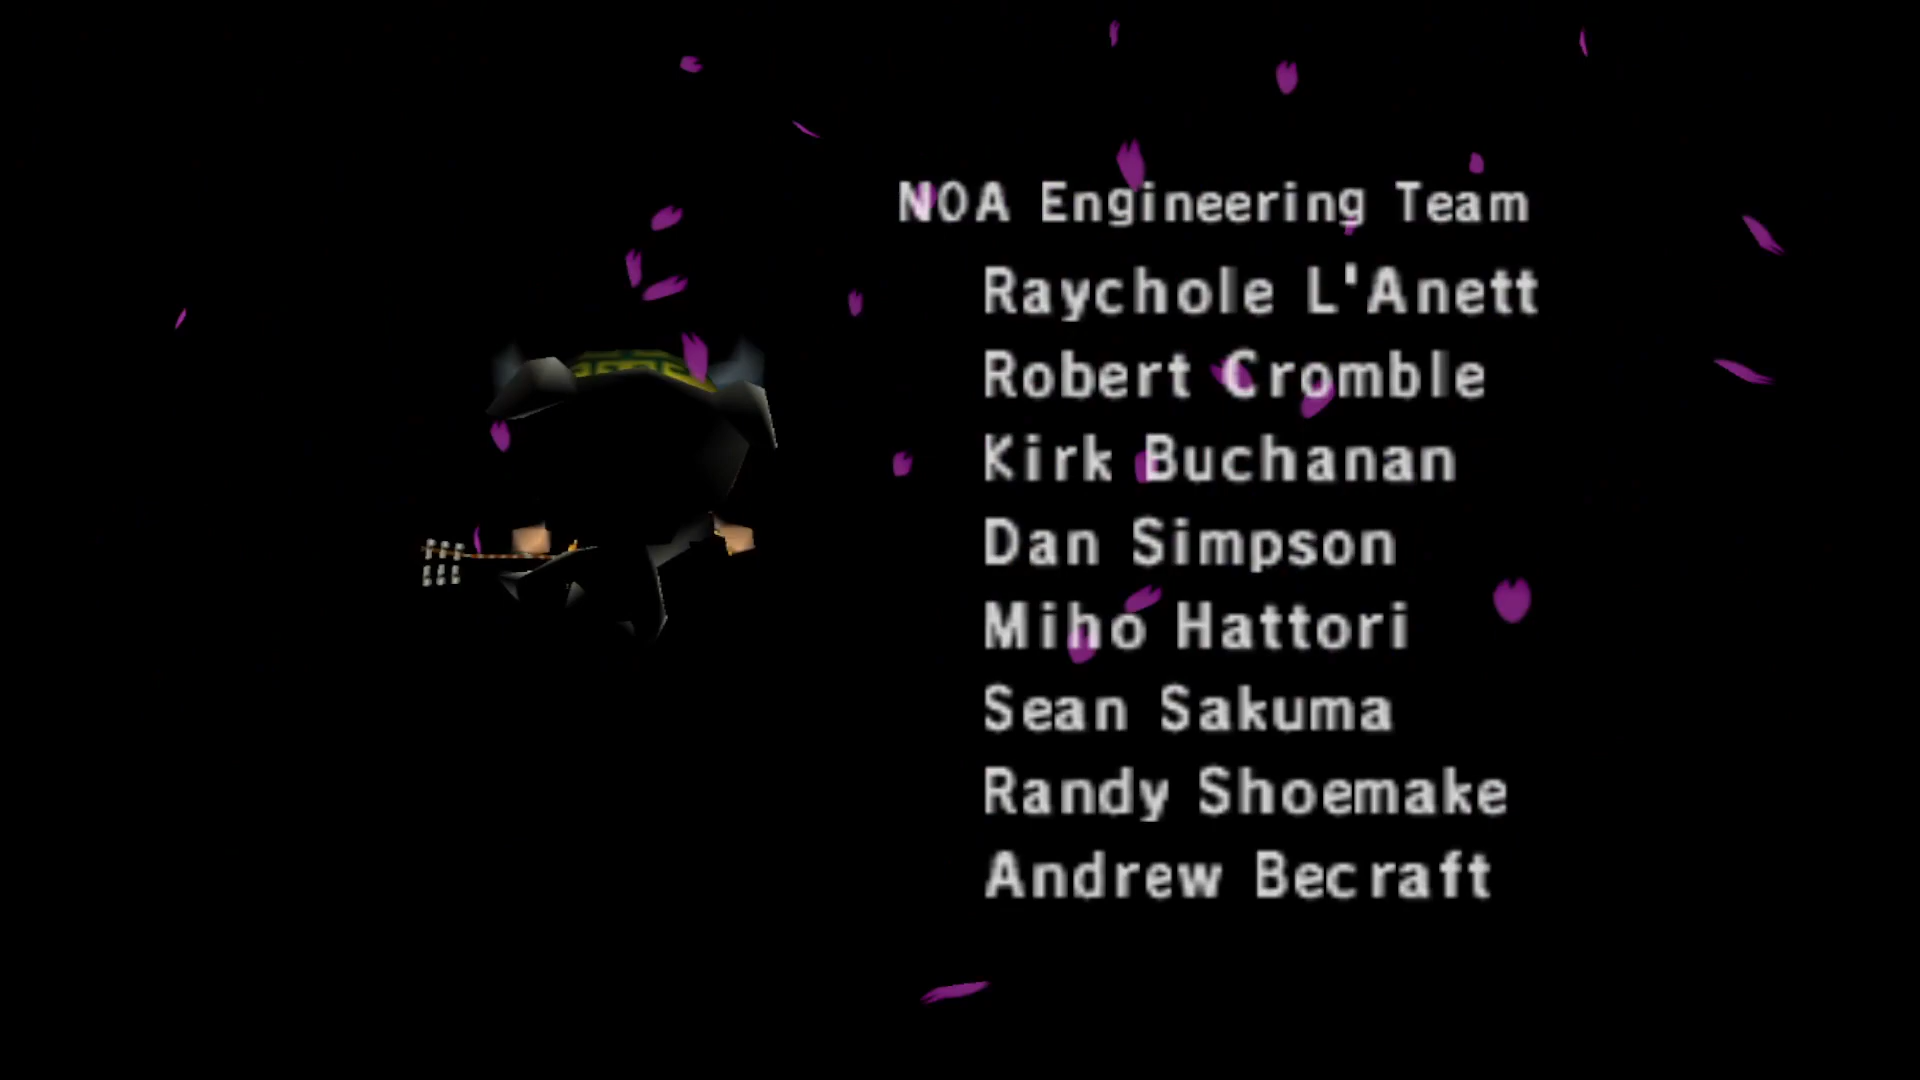 NOA Engineering Team
Raychole L'Anett
Robert Cromble
Kirk Buchanan
Dan Simpson
Miho Hattori
Sean Sakuma
Randy Shoemake
Andrew Becraft